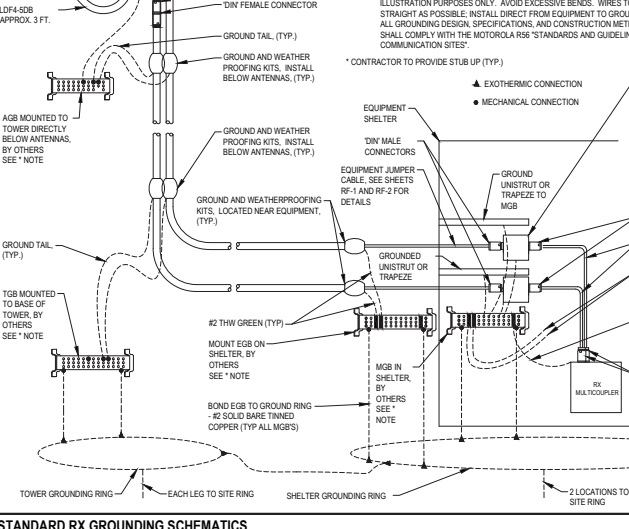 LDF4-5DB
APPROX. 3 FT.
'DIN' FEMALE CONNECTOR
GROUND TAIL, (TYP.)
GROUND AND WEATHER
PROOFING KITS, INSTALL
BELOW ANTENNAS, (TYP.)
AGB MOUNTED TO
TOWER DIRECTLY
BELOW ANTENNAS,
BY OTHERS
SEE * NOTE
GROUND AND WEATHER
PROOFING KITS, INSTALL
BELOW ANTENNAS, (TYP.)
ILLUSTRATION PURPOSES ONLY. AVOID EXCESSIVE BENDS. WIRES TO
STRAIGHT AS POSSIBLE; INSTALL DIRECT FROM EQUIPMENT TO
ALL GROUNDING DESIGN, SPECIFICATIONS, AND CONSTRUCTION
SHALL COMPLY WITH THE MOTOROLA R56 "STANDARDS AND
COMMUNICATION SITES".
* CONTRACTOR TO PROVIDE STUB UP (TYP.)
EXOTHERMIC CONNECTION
MECHANICAL CONNECTION
EQUIPMENT
SHELTER
'DIN' MALE
CONNECTORS
EQUIPMENT JUMPER
CABLE, SEE SHEETS
RF-1 AND RF-2 FOR
DETAILS
GROUND
UNISTRUT OR
TRAPEZE TO
MGB
GROUND AND WEATHERPROOFING
KITS, LOCATED NEAR EQUIPMENT,
(TYP.)
GROUND TAIL,
(TYP.)
GROUNDED
UNISTRUT OR
TRAPEZE
TGB MOUNTED
TO BASE OF
TOWER, BY
OTHERS
SEE * NOTE
#2 THW GREEN (TYP)
MOUNT EGB ON
SHELTER, BY
OTHERS
SEE * NOTE
MGB IN
SHELTER,
BY
OTHERS
SEE *
NOTE
RX
MULTICOUPLER
BOND EGB TO GROUND RING
- #2 SOLID BARE TINNED
COPPER (TYP ALL MGB'S)
TOWER GROUNDING RING
EACH LEG TO SITE RING
SHELTER GROUNDING RING
2 LOCATIONS TO
SITE RING
STANDARD RX GROUNDING SCHEMATICS